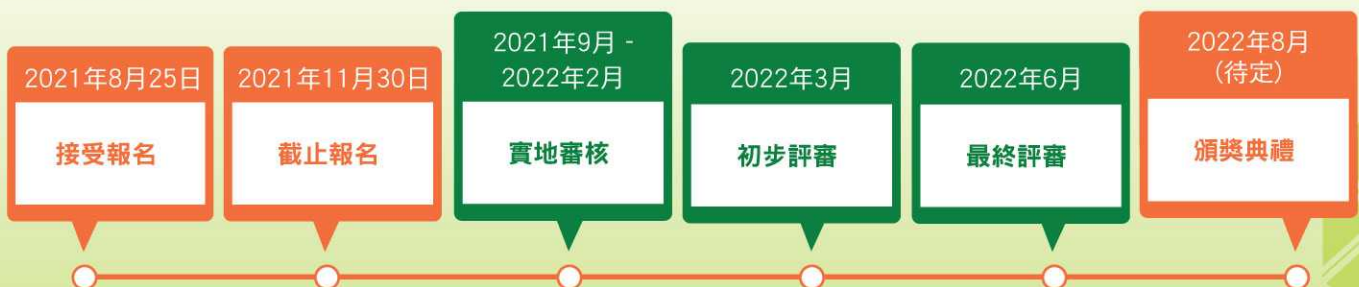 2021年8月25日
接受報名
2021年11月30日
截止報名
2021年9月 -
2022年2月
實地審核
2022年3月
初步評審
2022年6月
最終評審
2022年8月
(待定)
頒獎典禮